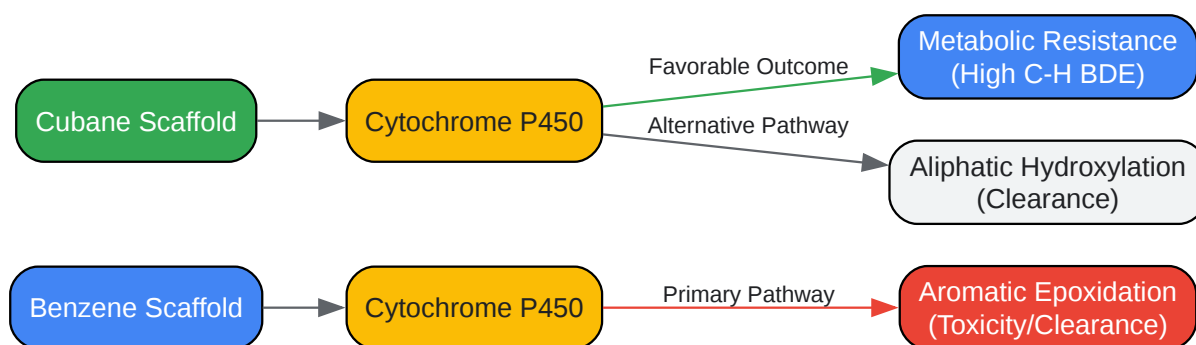 Cubane Scaffold
Cytochrome P450
Favorable Outcome
Alternative Pathway
Metabolic Resistance
(High C-H BDE)
Aliphatic Hydroxylation
(Clearance)
Benzene Scaffold
Cytochrome P450
Primary Pathway
Aromatic Epoxidation
(Toxicity/Clearance)